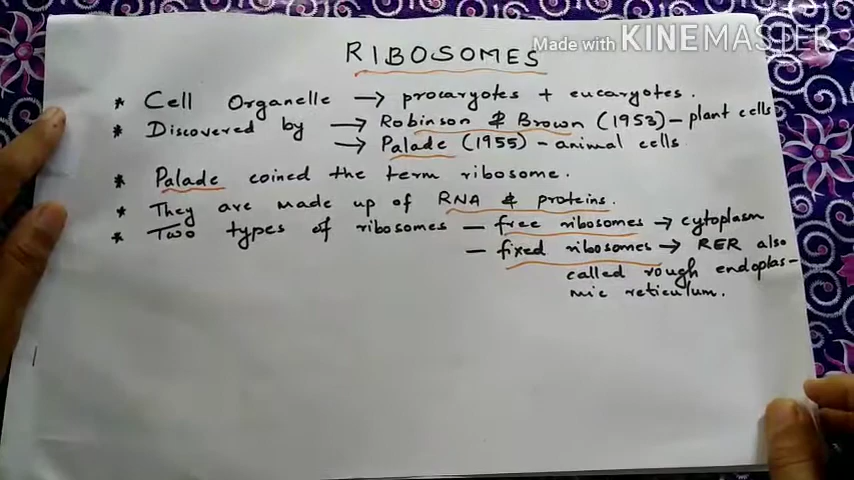 RIBOSOMES
Made with KINEMASTER
* Cell Organelle → procaryotes + eucaryotes.
* Discovered by → Robinson & Brown (1953) - plant cells
→ Palade (1955) - animal cells
* Palade coined the term ribosome.
* They are made up of RNA & proteins.
* Two types of ribosomes - free ribosomes → cytoplasm
- fixed ribosomes → RER also
called rough endoplas-
mic reticulum.